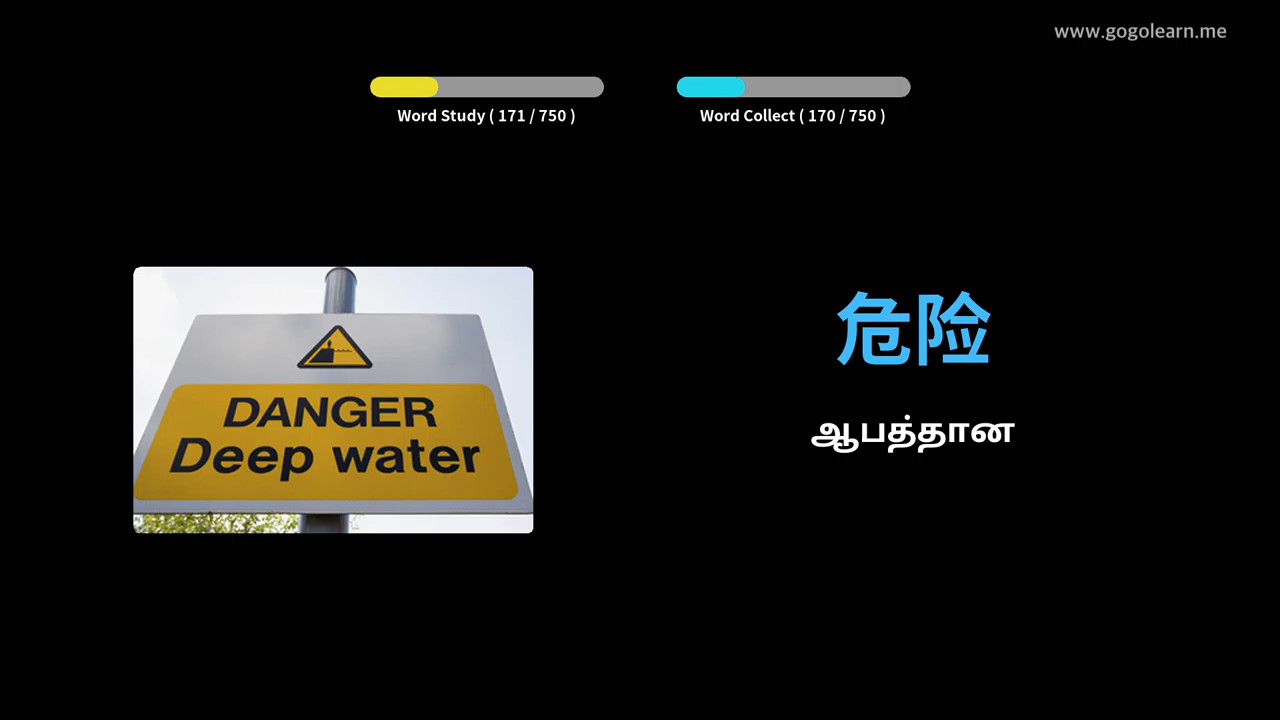 www.gogolearn.me
Word Study ( 171 / 750 )
Word Collect ( 170 / 750 )
DANGER
Deep water
危险
ஆபத்தான